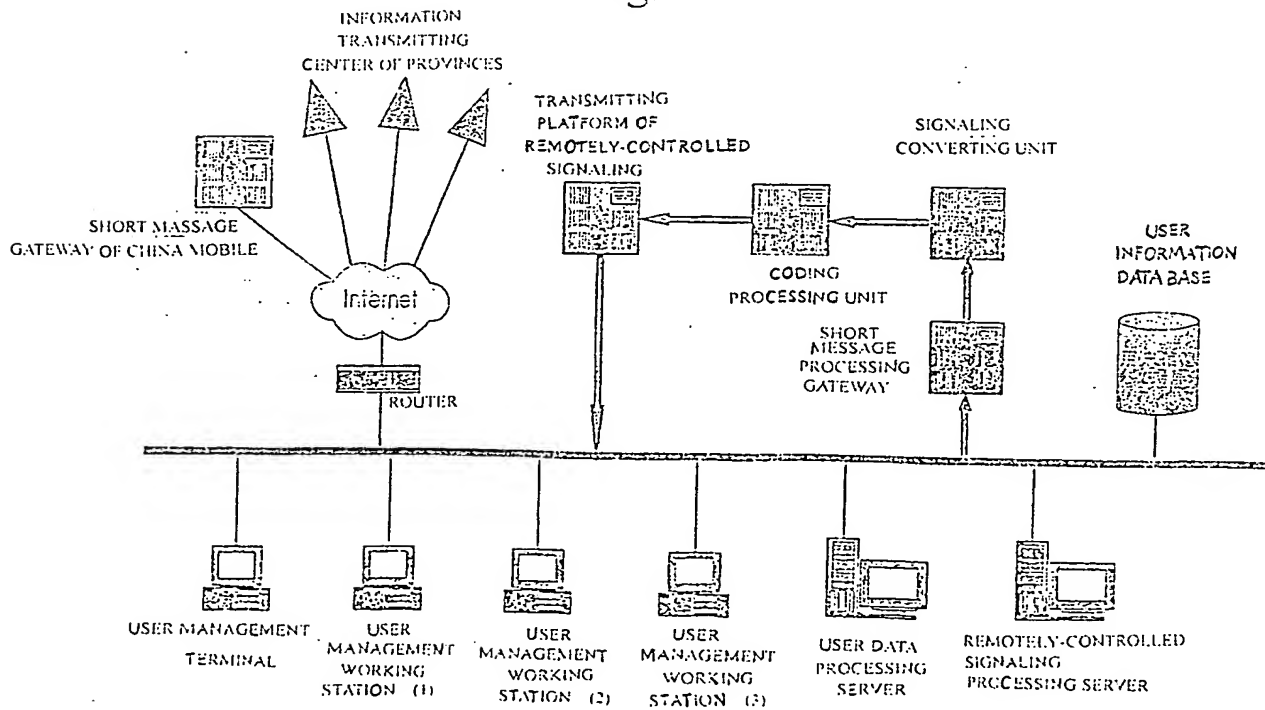 INFORMATION
TRANSMITTING
CENTER OF PROVINCES
SHORT MASSAGE
GATEWAY OF CHINA MOBILE
Internet
ROUTER
TRANSMITTING
PLATFORM OF
REMOTELY-CONTROLLED
SIGNALING
CODING
PROCESSING UNIT
SIGNALING
CONVERTING UNIT
SHORT
MESSAGE
PROCESSING
GATEWAY
USER
INFORMATION
DATA BASE
USER MANAGEMENT
TERMINAL
USER
MANAGEMENT
WORKING
STATION (1)
USER
MANAGEMENT
WORKING
STATION (2)
USER
MANAGEMENT
WORKING
STATION (3)
USER DATA
PROCESSING
SERVER
REMOTELY-CONTROLLED
SIGNALING
PROCESSING SERVER